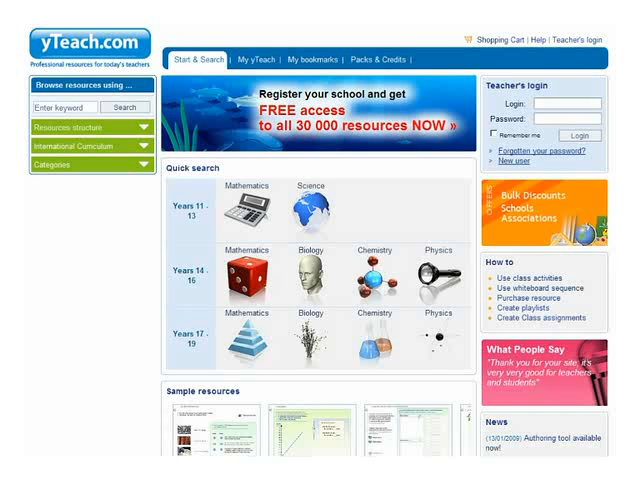 yTeach.com
Professional resources for today's teachers
Shopping Cart | Help | Teacher's login
Start & Search | My yTeach | My bookmarks | Packs & Credits |
Browse resources using ...
Enter keyword Search
Resources structure
International Curriculum
Categories
Register your school and get
FREE access
to all 30 000 resources NOW »
Quick search
Mathematics Science
Years 11 -
13
Mathematics Biology Chemistry Physics
Years 14 -
16
Mathematics Biology Chemistry Physics
Years 17 -
19
Sample resources
Teacher's login
Login:
Password:
Remember me Login
» Forgotten your password?
» New user
OFFERS
Bulk Discounts
Schools
Associations
How to
Use class activities
Use whiteboard sequence
Purchase resource
Create playlists
Create Class assignments
What People Say
"Thank you for your site; it's
very very good for teachers
and students"
News
(13/01/2009) Authoring tool available
now!